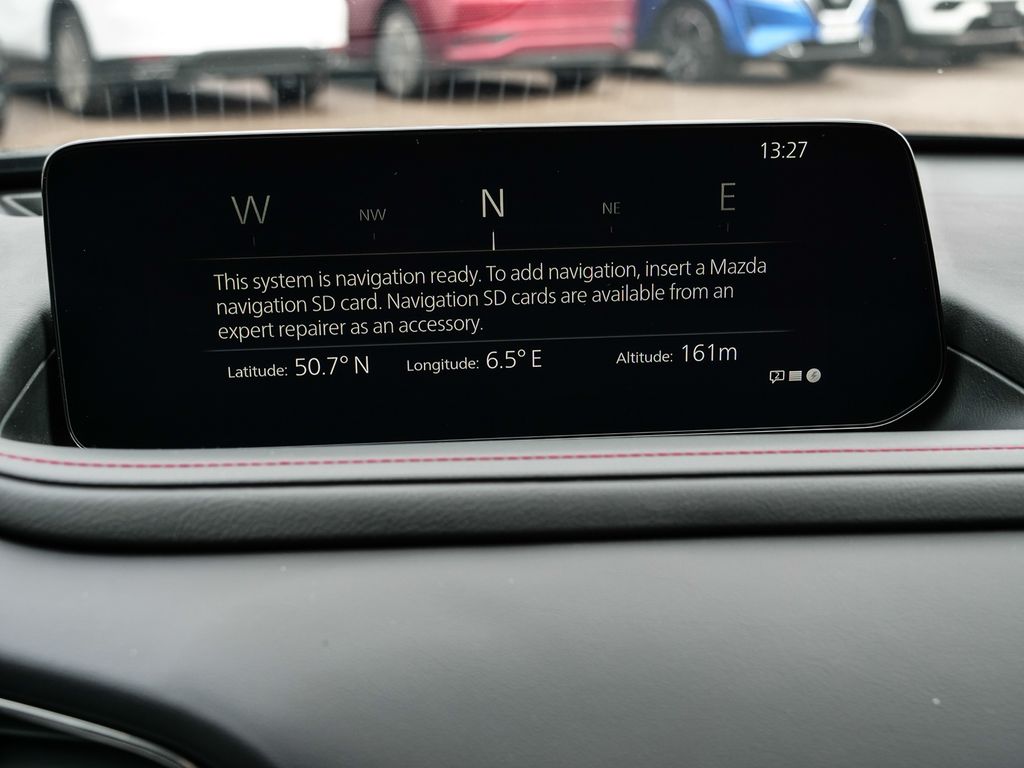 13:27
W NW N NE E
This system is navigation ready. To add navigation, insert a Mazda
navigation SD card. Navigation SD cards are available from an
expert repairer as an accessory.
Latitude: 50.7° N Longitude: 6.5° E Altitude: 161m
2